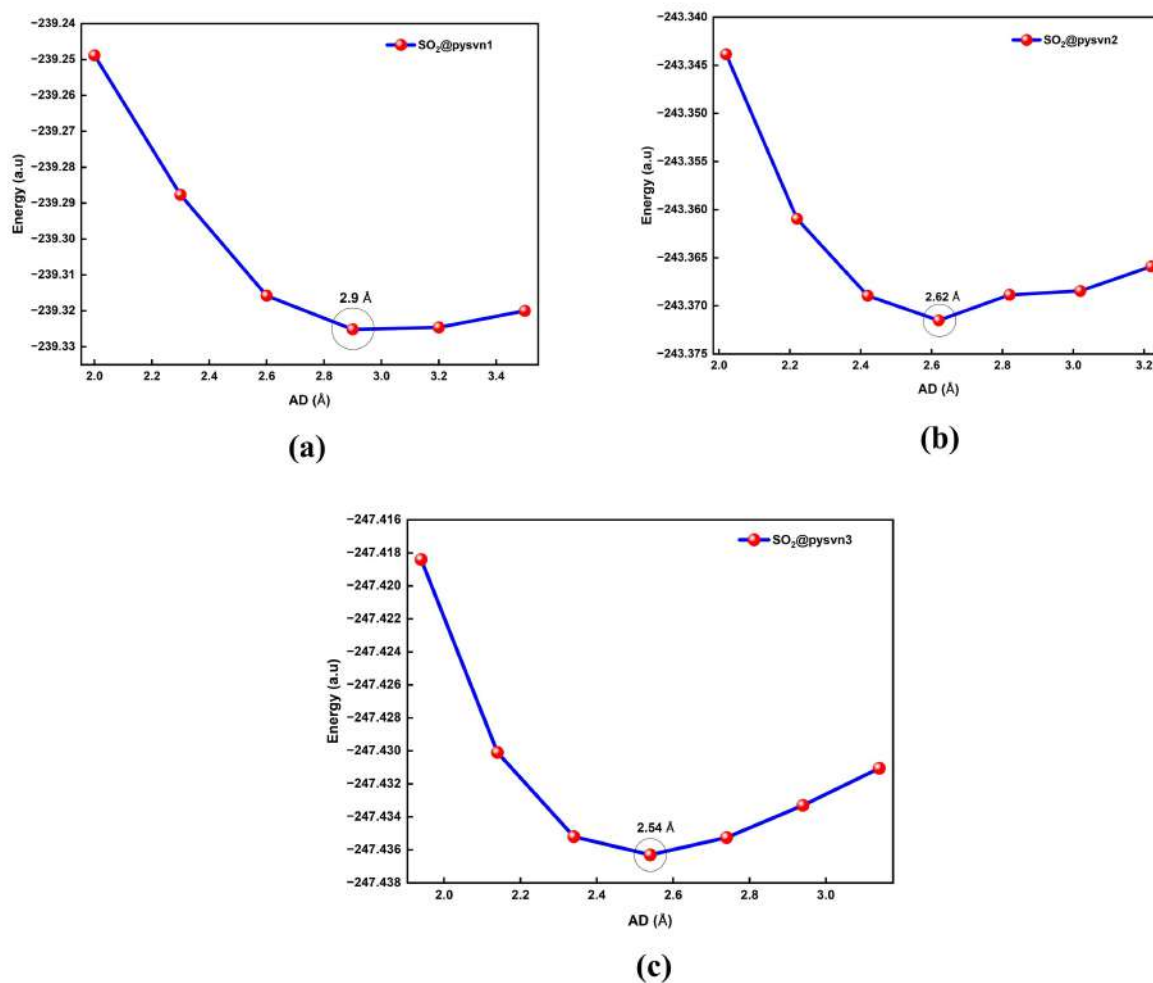 −239.24
−239.25
−239.26
−239.27
−239.28
−239.29
−239.30
−239.31
−239.32
−239.33
Energy (a.u)
SO₂@pysvn1
2.9 Å
2.0 2.2 2.4 2.6 2.8 3.0 3.2 3.4
AD (Å)
(a)
−243.340
−243.345
−243.350
−243.355
−243.360
−243.365
−243.370
−243.375
Energy (a.u)
SO₂@pysvn2
2.62 Å
2.0 2.2 2.4 2.6 2.8 3.0 3.2
AD (Å)
(b)
−247.416
−247.418
−247.420
−247.422
−247.424
−247.426
−247.428
−247.430
−247.432
−247.434
−247.436
−247.438
Energy (a.u)
SO₂@pysvn3
2.54 Å
2.0 2.2 2.4 2.6 2.8 3.0
AD (Å)
(c)